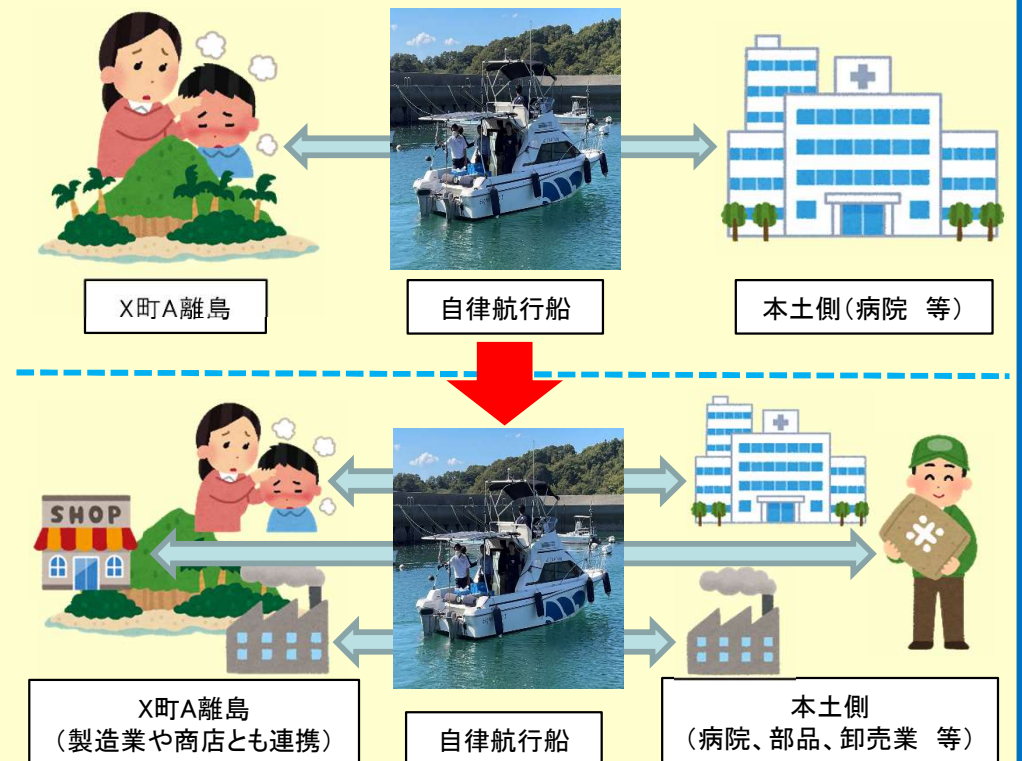 X町A離島
自律航行船
本土側(病院 等)
SHOP
米
X町A離島
(製造業や商店とも連携)
自律航行船
本土側
(病院、部品、卸売業 等)